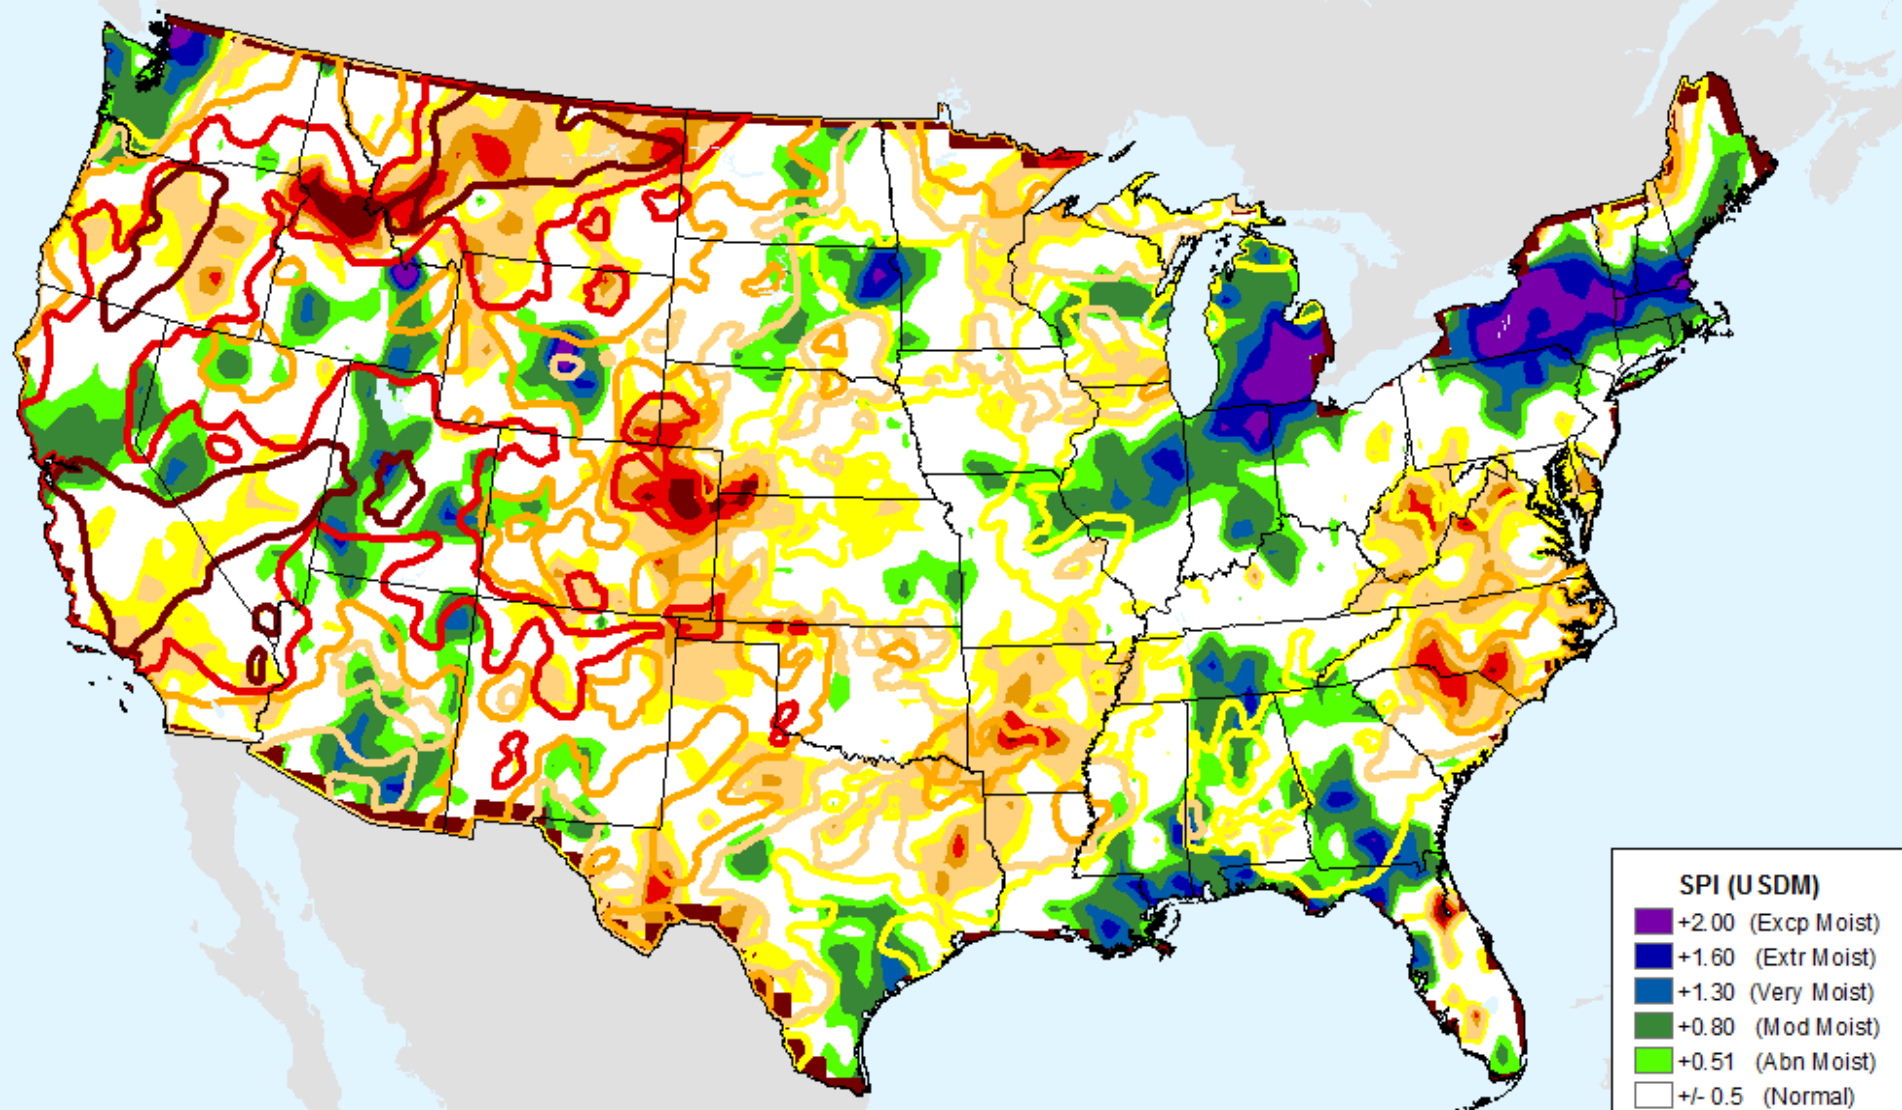 SPI (USDM)
+2.00 (Excp Moist)
+1.60 (Extr Moist)
+1.30 (Very Moist)
+0.80 (Mod Moist)
+0.51 (Abn Moist)
+/- 0.5 (Normal)